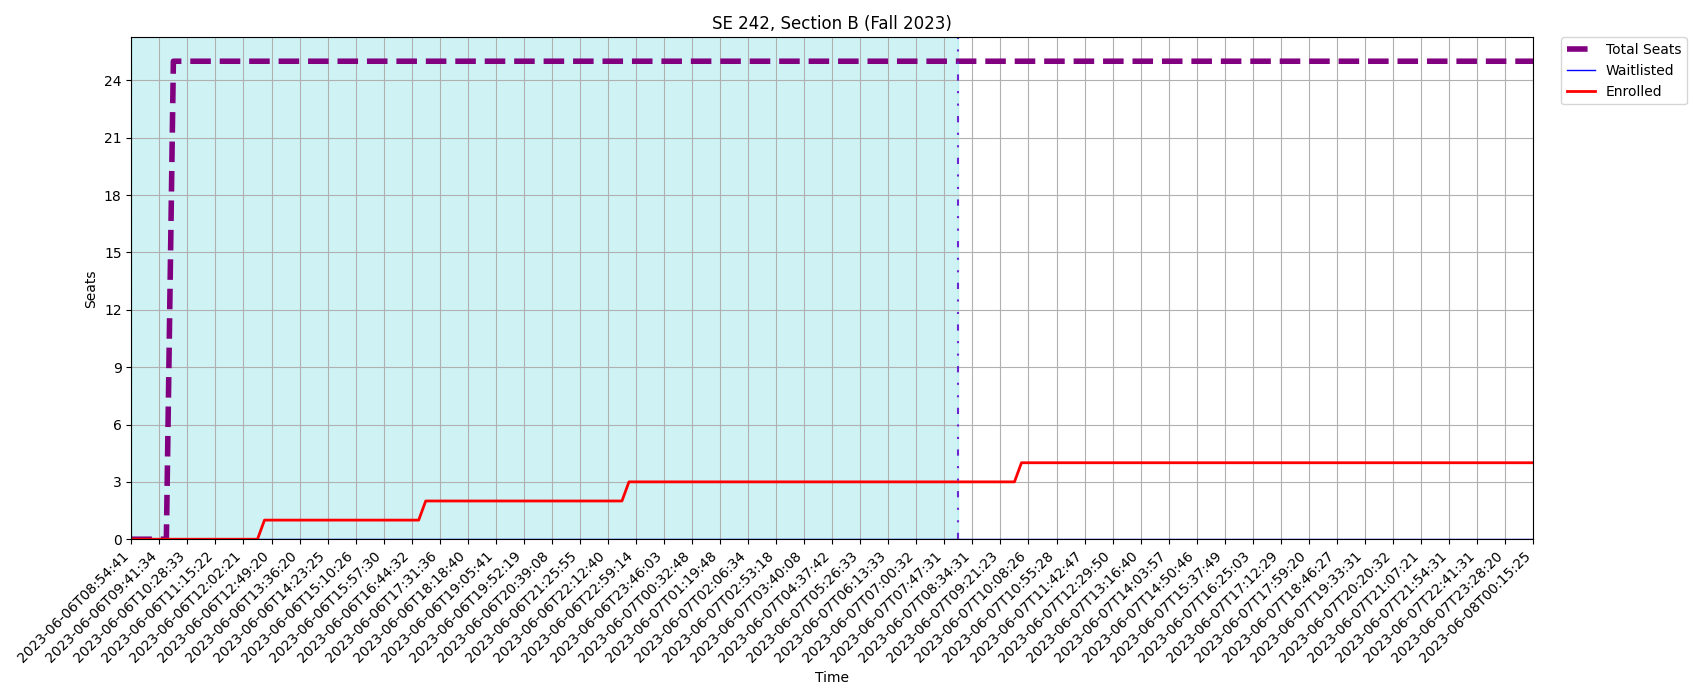 SE 242, Section B (Fall 2023)
Total Seats
Waitlisted
Enrolled
24
21
18
15
12
9
6
3
0
Seats
2023-06-06T08:54:41
2023-06-06T09:41:34
2023-06-06T10:28:33
2023-06-06T11:15:22
2023-06-06T12:02:21
2023-06-06T12:49:20
2023-06-06T13:36:20
2023-06-06T14:23:25
2023-06-06T15:10:26
2023-06-06T15:57:30
2023-06-06T16:44:32
2023-06-06T17:31:36
2023-06-06T18:18:40
2023-06-06T19:05:41
2023-06-06T19:52:19
2023-06-06T20:39:08
2023-06-06T21:25:55
2023-06-06T22:12:40
2023-06-06T22:59:14
2023-06-06T23:46:03
2023-06-07T00:32:48
2023-06-07T01:19:48
2023-06-07T02:06:34
2023-06-07T02:53:18
2023-06-07T03:40:08
2023-06-07T04:37:42
2023-06-07T05:26:33
2023-06-07T06:13:33
2023-06-07T07:00:32
2023-06-07T07:47:31
2023-06-07T08:34:31
2023-06-07T09:21:23
2023-06-07T10:08:26
2023-06-07T10:55:28
2023-06-07T11:42:47
2023-06-07T12:29:50
2023-06-07T13:16:40
2023-06-07T14:03:57
2023-06-07T14:50:46
2023-06-07T15:37:49
2023-06-07T16:25:03
2023-06-07T17:12:29
2023-06-07T17:59:20
2023-06-07T18:46:27
2023-06-07T19:33:31
2023-06-07T20:20:32
2023-06-07T21:07:21
2023-06-07T21:54:31
2023-06-07T22:41:31
2023-06-07T23:28:20
2023-06-08T00:15:25
Time